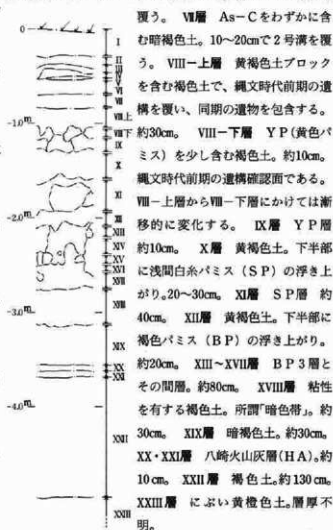 0
-1.0
m
-2.0
m
-3.0
m
-4.0
m
I
II
III
IV
V
VI
VII
VIII上
VIII下
IX
X
XI
XII
XIII
XIV
XV
XVI
XVII
XVIII
XIX
XX
XXI
XXII
XXIII
覆う。 VII層 As－Cをわずかに含
む暗褐色土。10～20cmで2号溝を覆
う。 VIII－上層 黄褐色土ブロック
を含む褐色土で、縄文時代前期の遺
構を覆い、同期の遺物を包含する。
約30cm。 VIII－下層 YP(黄色パ
ミス）を少し含む褐色土。約10cm。
縄文時代前期の遺構確認面である。
VIII－上層からVIII－下層にかけては漸
移的に変化する。 IX層 YP層
約10cm。 X層 黄褐色土。下半部
に浅間白糸パミス（SP）の浮き上
がり。20～30cm。 XI層 SP層 約
40cm。 XII層 黄褐色土。下半部に
褐色パミス（BP）の浮き上がり。
約20cm。 XIII～XVII層 BP3層と
その間層。約80cm。 XVIII層 粘性
を有する褐色土。所謂「暗色帯」。約
30cm。 XIX層 暗褐色土。約30cm。
XX・XXI層 八崎火山灰層(HA)。約
10cm。 XXII層 褐色土。約130cm。
XXIII層 にぶい黄橙色土。層厚不
明。